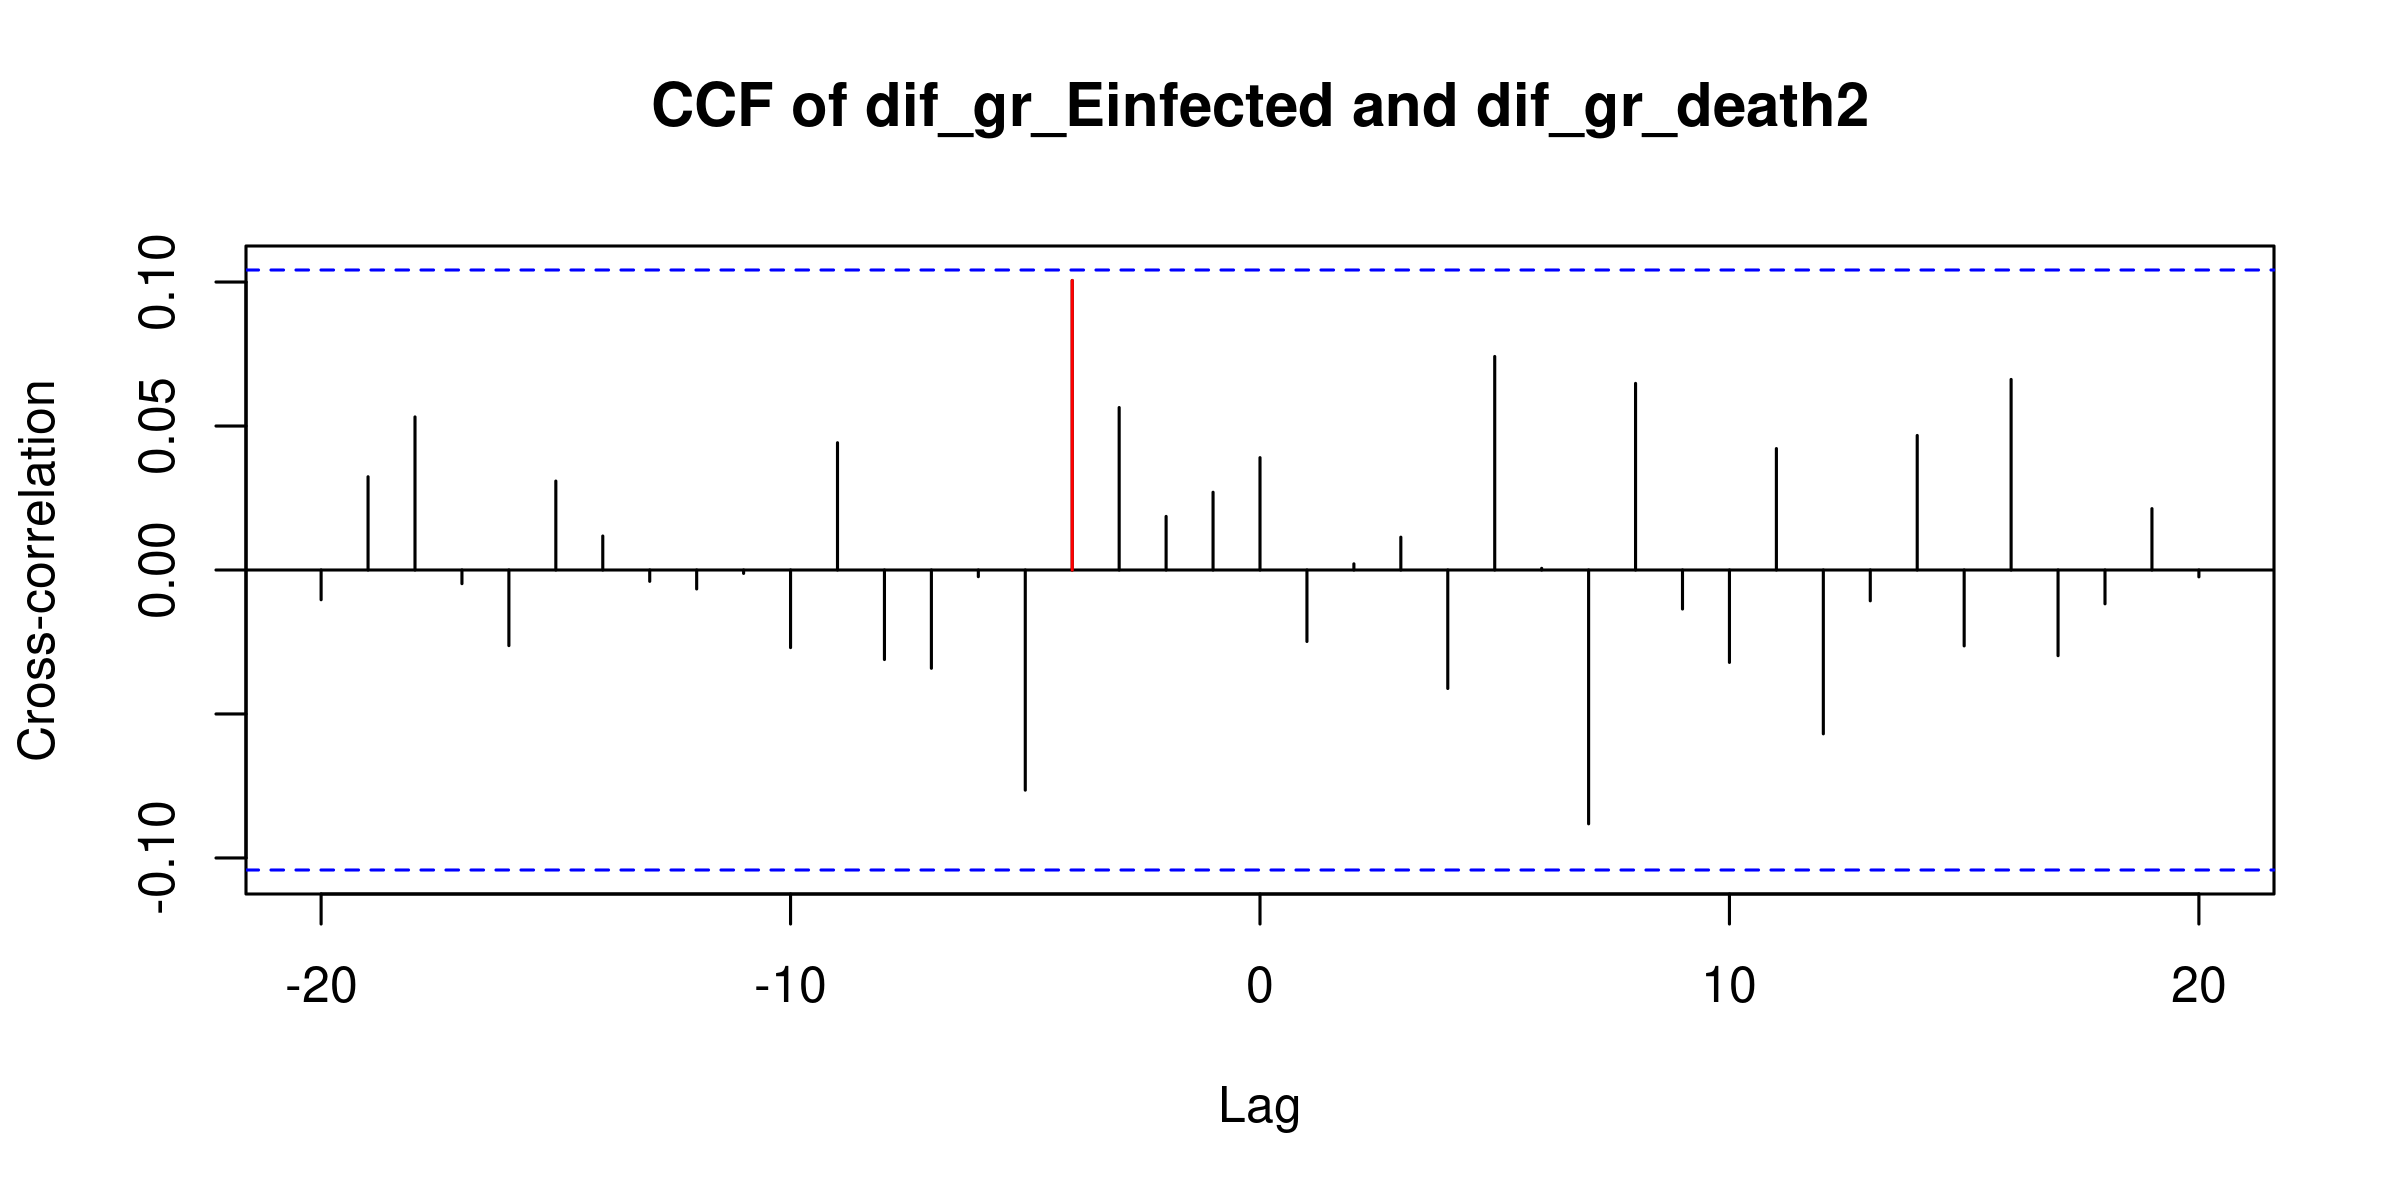 CCF of dif_gr_Einfected and dif_gr_death2
Cross-correlation
0.10
0.05
0.00
-0.10
-20 -10 0 10 20
Lag